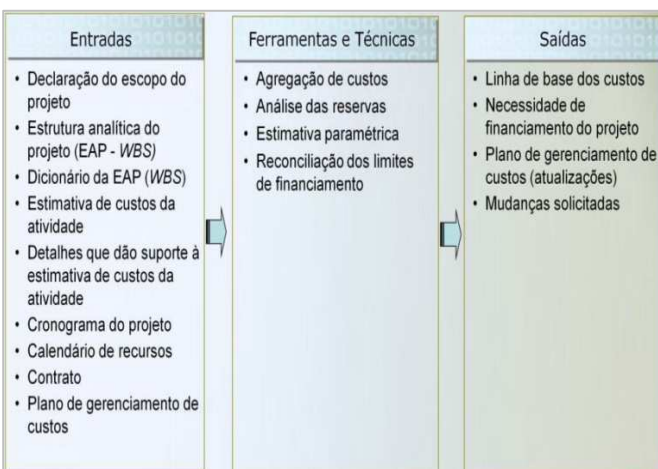 Entradas
• Declaração do escopo do
projeto
• Estrutura analítica do
projeto (EAP - WBS)
• Dicionário da EAP (WBS)
• Estimativa de custos da
atividade
• Detalhes que dão suporte à
estimativa de custos da
atividade
• Cronograma do projeto
• Calendário de recursos
• Contrato
• Plano de gerenciamento de
custos
Ferramentas e Técnicas
• Agregação de custos
• Análise das reservas
• Estimativa paramétrica
• Reconciliação dos limites
de financiamento
Saídas
• Linha de base dos custos
• Necessidade de
financiamento do projeto
• Plano de gerenciamento de
custos (atualizações)
• Mudanças solicitadas